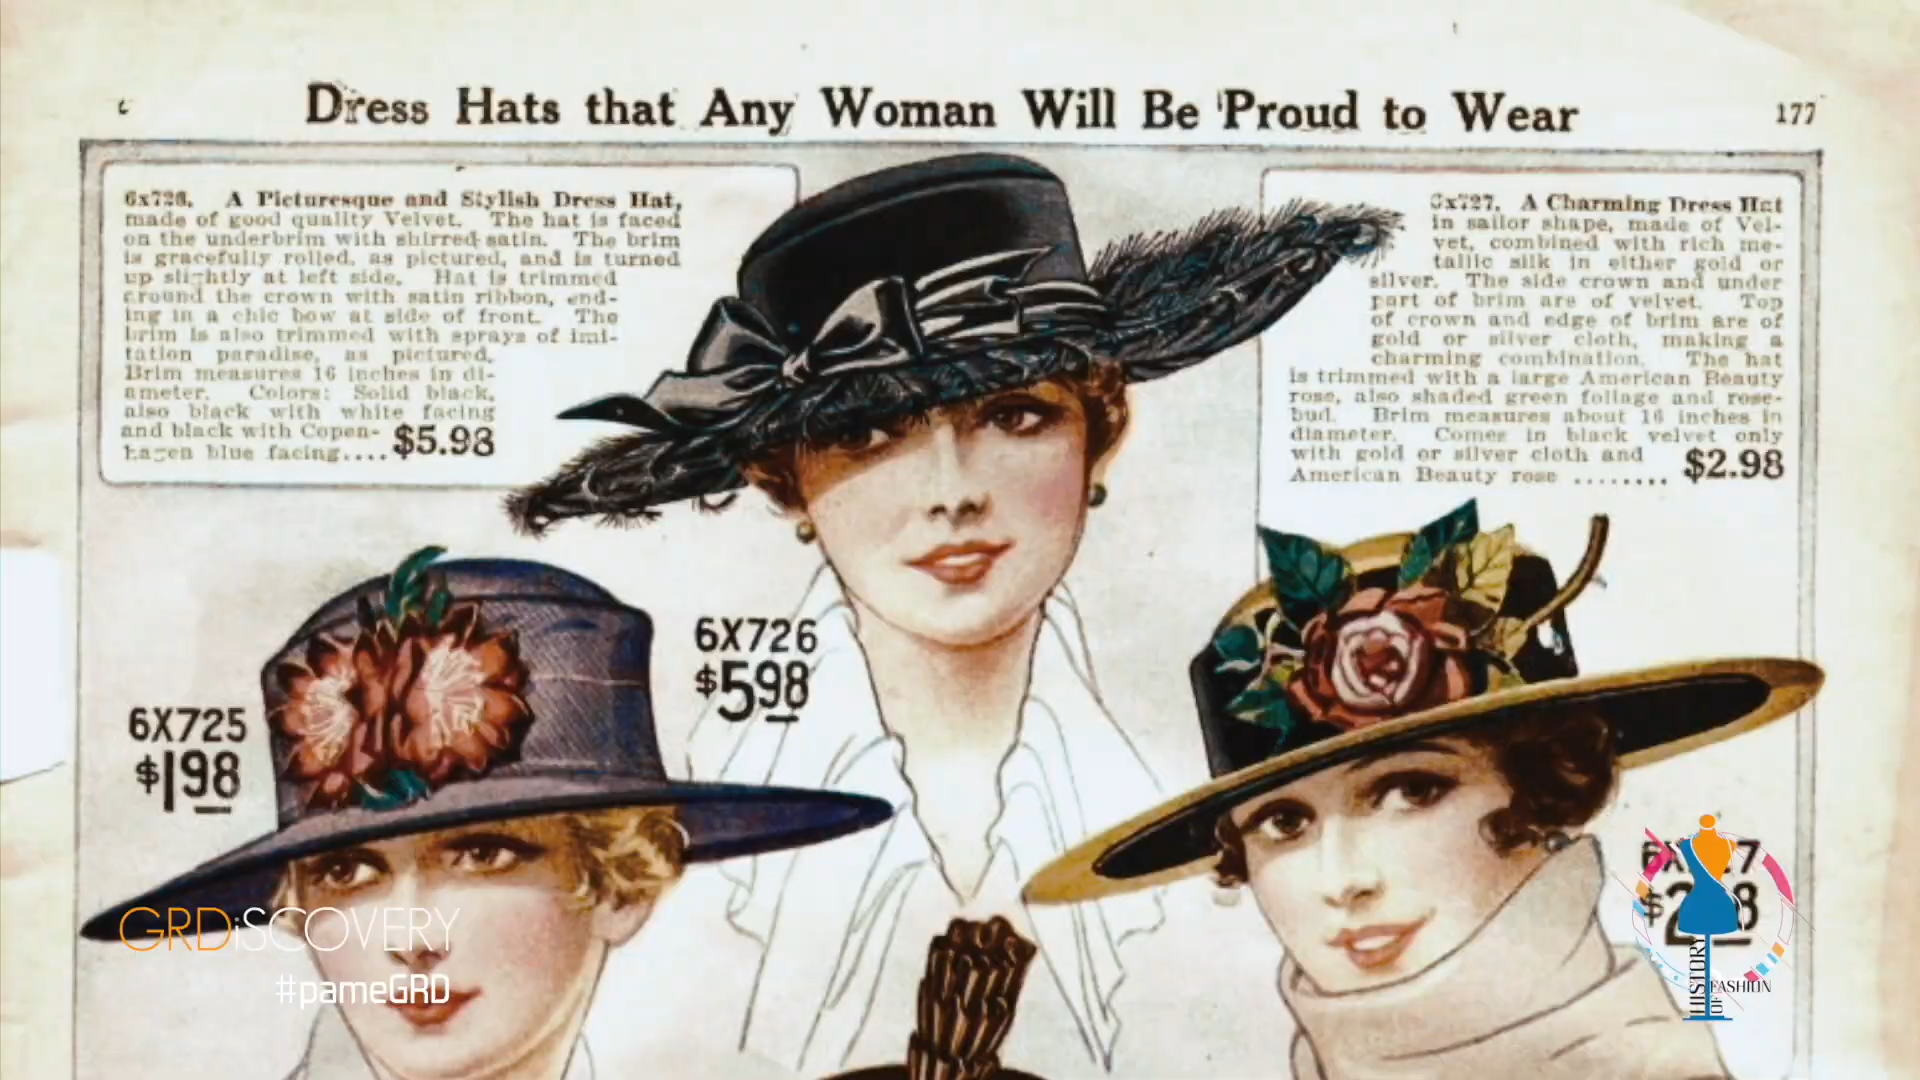 Dress Hats that Any Woman Will Be Proud to Wear
177
6x726. A Picturesque and Stylish Dress Hat,
made of good quality Velvet. The hat is faced
on the underbrim with shirred satin. The brim
is gracefully rolled, as pictured, and is turned
up slightly at left side. Hat is trimmed
around the crown with satin ribbon, end-
ing in a chic bow at side of front. The
brim is also trimmed with sprays of imi-
tation paradise, as pictured.
Brim measures 16 inches in di-
ameter. Colors: Solid black,
also black with white facing
and black with Copen-
hagen blue facing.... $5.98
6x727. A Charming Dress Hat
in sailor shape, made of Vel-
vet, combined with rich me-
tallic silk in either gold or
silver. The side crown and under
part of brim are of velvet. Top
of crown and edge of brim are of
gold or silver cloth, making a
charming combination. The hat
is trimmed with a large American Beauty
rose, also shaded green foliage and rose-
bud. Brim measures about 16 inches in
diameter. Comes in black velvet only
with gold or silver cloth and
American Beauty rose ........ $2.98
6X726
$5.98
6X725
$1.98
GRDiSCOVERY
#pameGRD
HISTORY
OF
FASHION